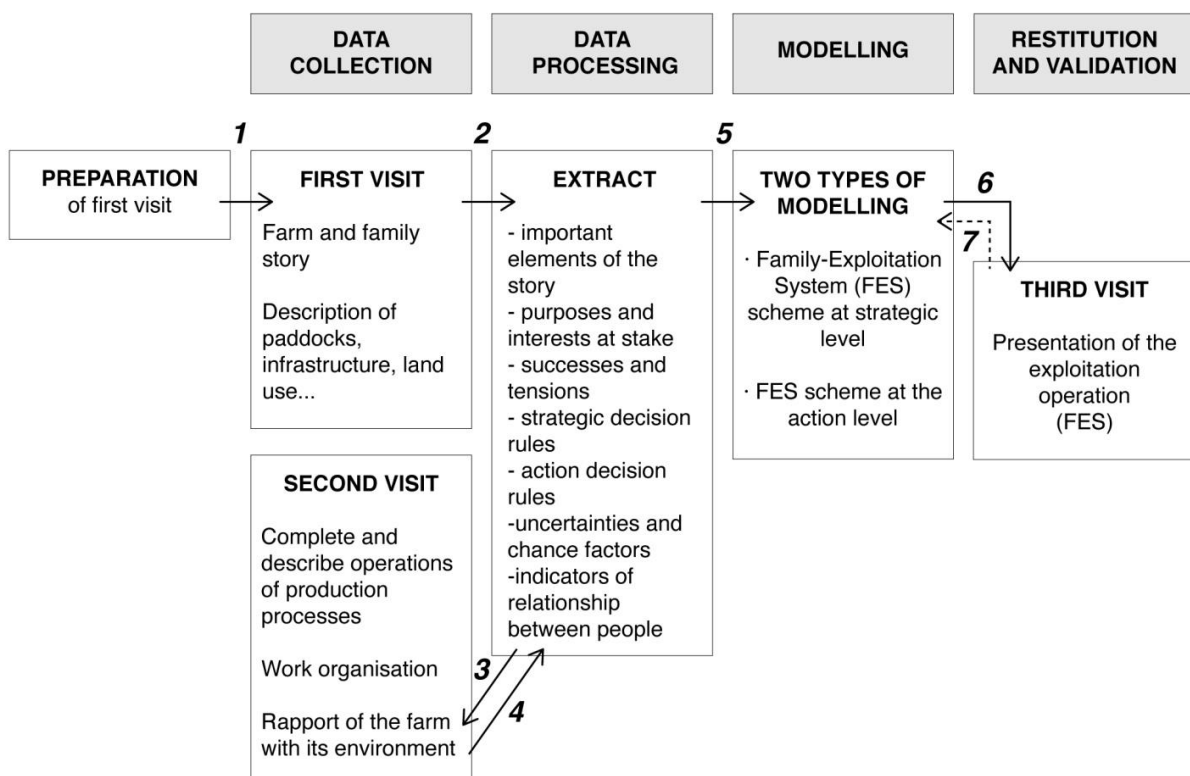 DATA
COLLECTION
DATA
PROCESSING
MODELLING
RESTITUTION
AND VALIDATION
1
2
5
PREPARATION
of first visit
FIRST VISIT
Farm and family
story
Description of
paddocks,
infrastructure, land
use...
EXTRACT
- important
elements of the
story
- purposes and
interests at stake
- successes and
tensions
- strategic decision
rules
- action decision
rules
-uncertainties and
chance factors
-indicators of
relationship
between people
TWO TYPES OF
MODELLING
· Family-Exploitation
System (FES)
scheme at strategic
level
· FES scheme at the
action level
6
7
THIRD VISIT
Presentation of the
exploitation
operation
(FES)
SECOND VISIT
Complete and
describe operations
of production
processes
Work organisation
Rapport of the farm
with its environment
3
4